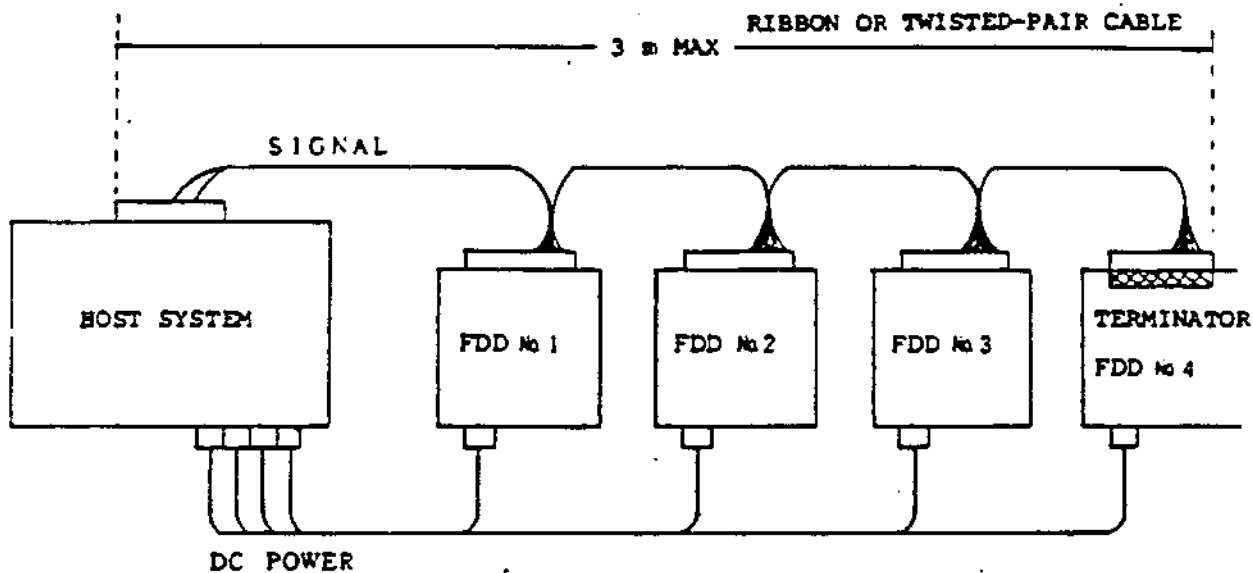 RIBBON OR TWISTED-PAIR CABLE
3 m MAX
SIGNAL
HOST SYSTEM
FDD No 1
FDD No 2
FDD No 3
TERMINATOR
FDD No 4
DC POWER